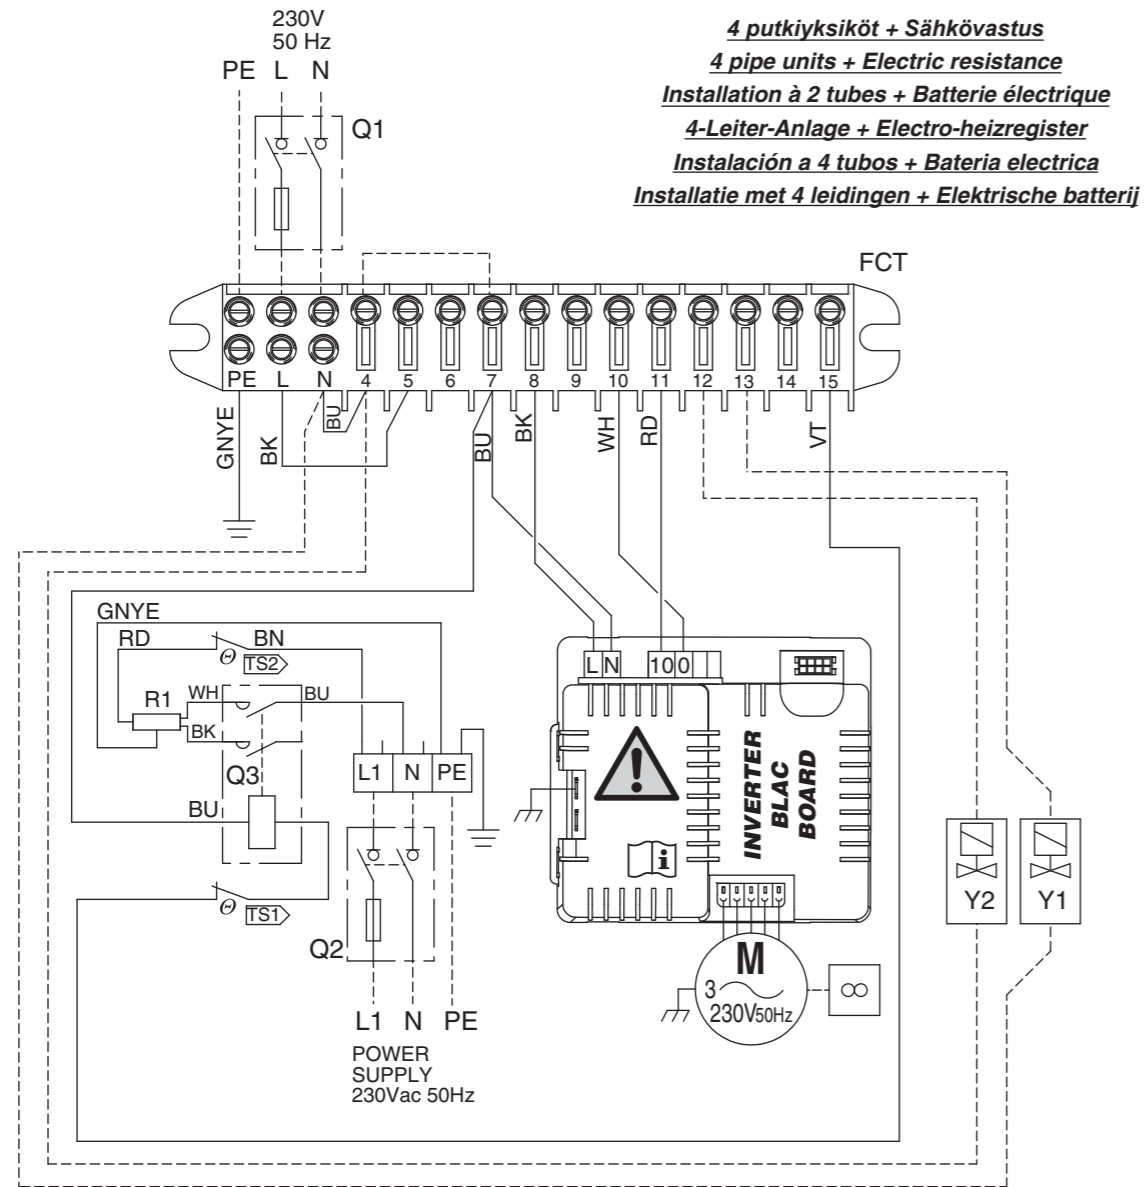 230V
50 Hz
PE L N
Q1
4 putkiyksiköt + Sähkövastus
4 pipe units + Electric resistance
Installation à 2 tubes + Batterie électrique
4-Leiter-Anlage + Electro-heizregister
Instalación a 4 tubos + Bateria electrica
Installatie met 4 leidingen + Elektrische batterij
FCT
PE L N 4 5 6 7 8 9 10 11 12 13 14 15
GNYE
BK
BU
BU
BK
WH
RD
VT
GNYE
RD
BN
Θ TS2
R1
WH
BU
BK
Q3
BU
L1 N PE
Θ TS1
Q2
L1 N PE
POWER
SUPPLY
230Vac 50Hz
L N 10 0
INVERTER
BLAC
BOARD
i
M
3
230V50Hz
Y2
Y1